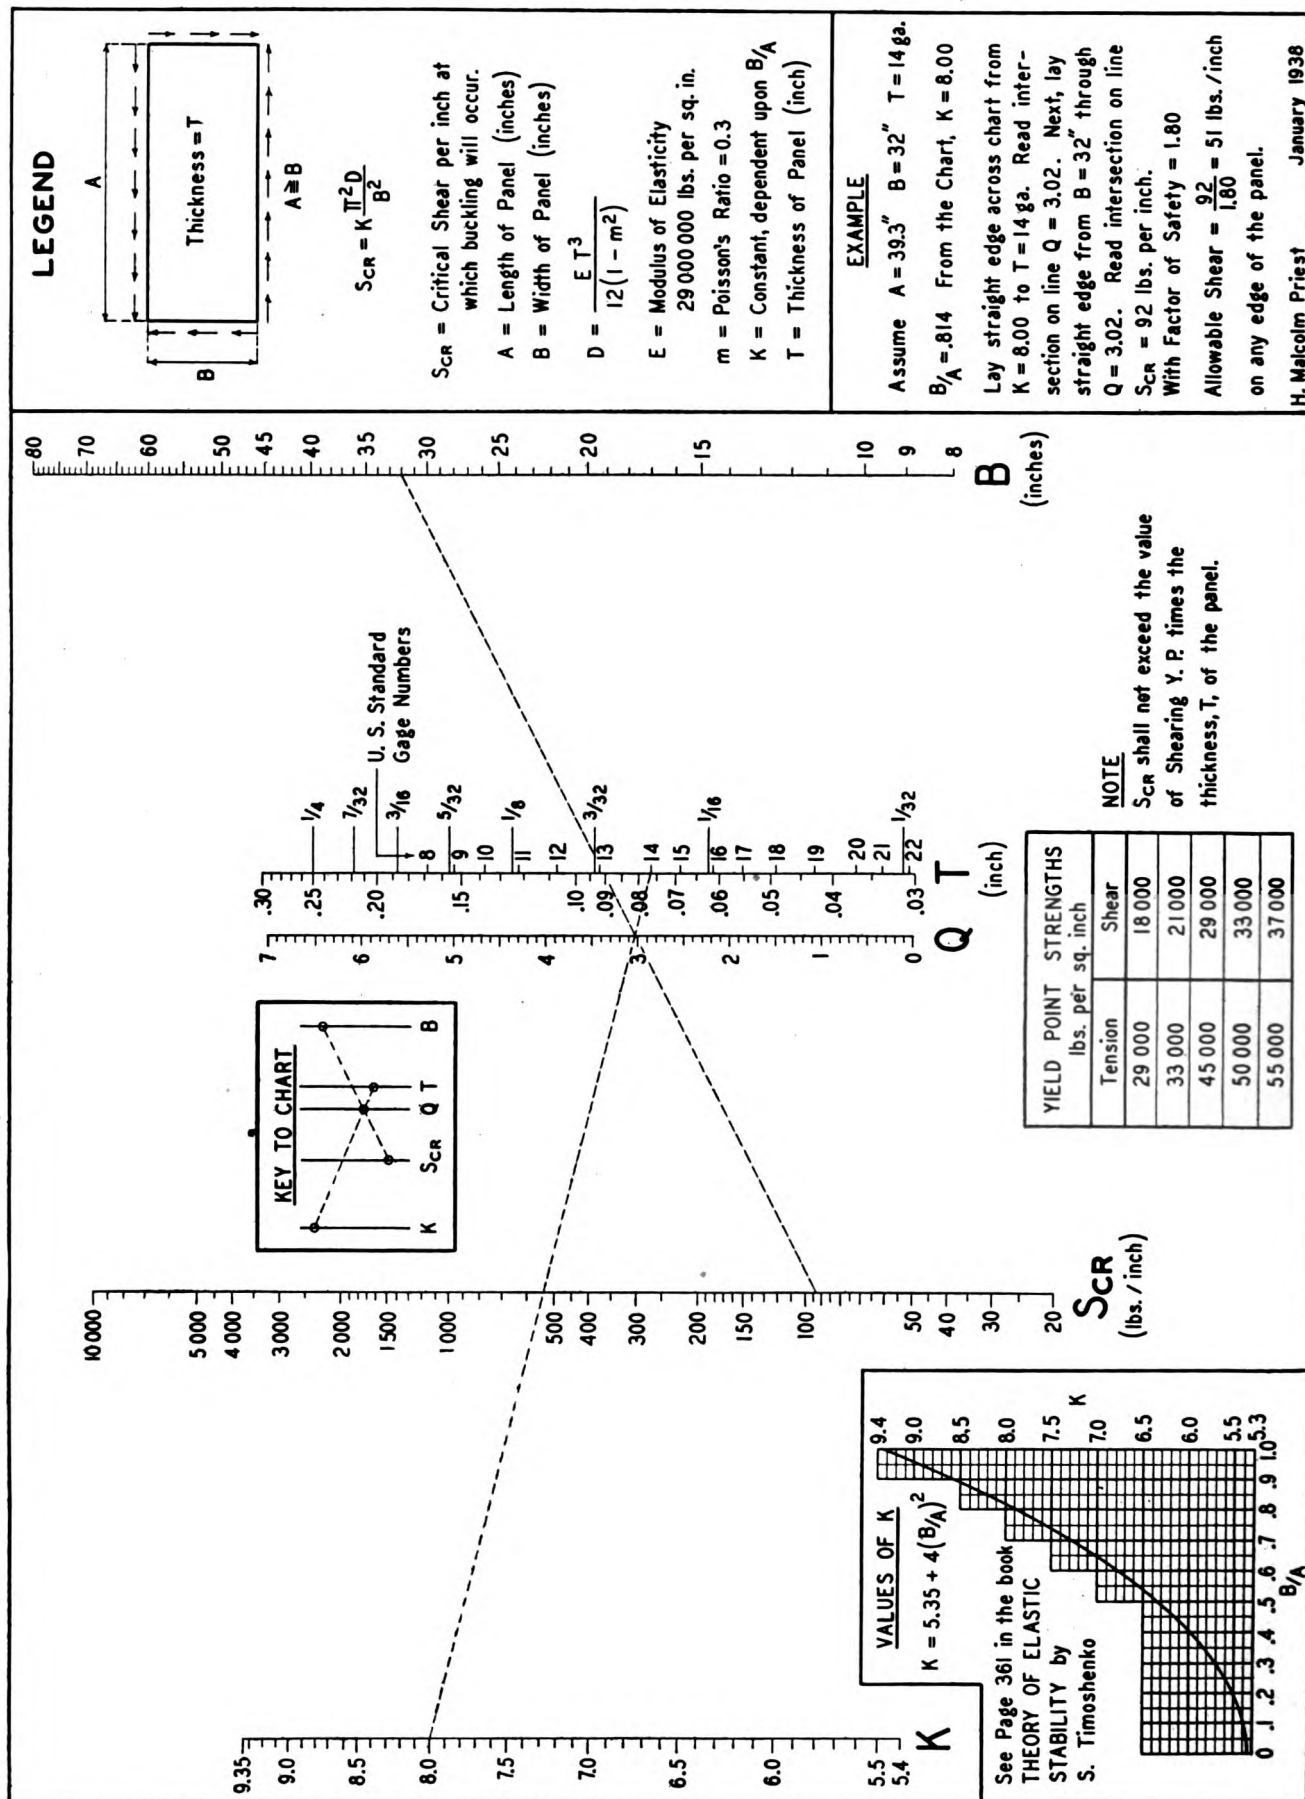 LEGEND
A
B
Thickness = T
A ≧ B
SCR = K π²D / B²
SCR = Critical Shear per inch at
which buckling will occur.
A = Length of Panel (inches)
B = Width of Panel (inches)
D = E T³ / 12(1 - m²)
E = Modulus of Elasticity
29 000 000 lbs. per sq. in.
m = Poisson's Ratio = 0.3
K = Constant, dependent upon B/A
T = Thickness of Panel (inch)
EXAMPLE
Assume A = 39.3" B = 32" T = 14 ga.
B/A = .814 From the Chart, K = 8.00
Lay straight edge across chart from
K = 8.00 to T = 14 ga. Read inter-
section on line Q = 3.02. Next, lay
straight edge from B = 32" through
Q = 3.02. Read intersection on line
SCR = 92 lbs. per inch.
With Factor of Safety = 1.80
Allowable Shear = 92/1.80 = 51 lbs./inch
on any edge of the panel.
H. Malcolm Priest January 1938
80 70 60 50 45 40 35 30 25 20 15 10 9 8
B
(inches)
U. S. Standard
Gage Numbers
1/4 7/32 3/16 5/32 1/8 3/32 1/16 1/32
8 9 10 11 12 13 14 15 16 17 18 19 20 21 22
.30 .25 .20 .15 .10 .09 .08 .07 .06 .05 .04 .03
T
(inch)
7 6 5 4 3 2 1 0
Q
KEY TO CHART
K SCR Q T B
10000 5000 4000 3000 2000 1500 1000 500 400 300 200 150 100 50 40 30 20
SCR
(lbs./inch)
9.35 9.0 8.5 8.0 7.5 7.0 6.5 6.0 5.5 5.4
K
NOTE
SCR shall not exceed the value
of Shearing Y. P. times the
thickness, T, of the panel.
YIELD POINT STRENGTHS
lbs. per sq. inch
Tension Shear
29 000 18 000
33 000 21 000
45 000 29 000
50 000 33 000
55 000 37 000
VALUES OF K
K = 5.35 + 4(B/A)²
See Page 361 in the book
THEORY OF ELASTIC
STABILITY by
S. Timoshenko
9.4 9.0 8.5 8.0 7.5 7.0 6.5 6.0 5.5 5.3
K
0 .1 .2 .3 .4 .5 .6 .7 .8 .9 1.0
B/A